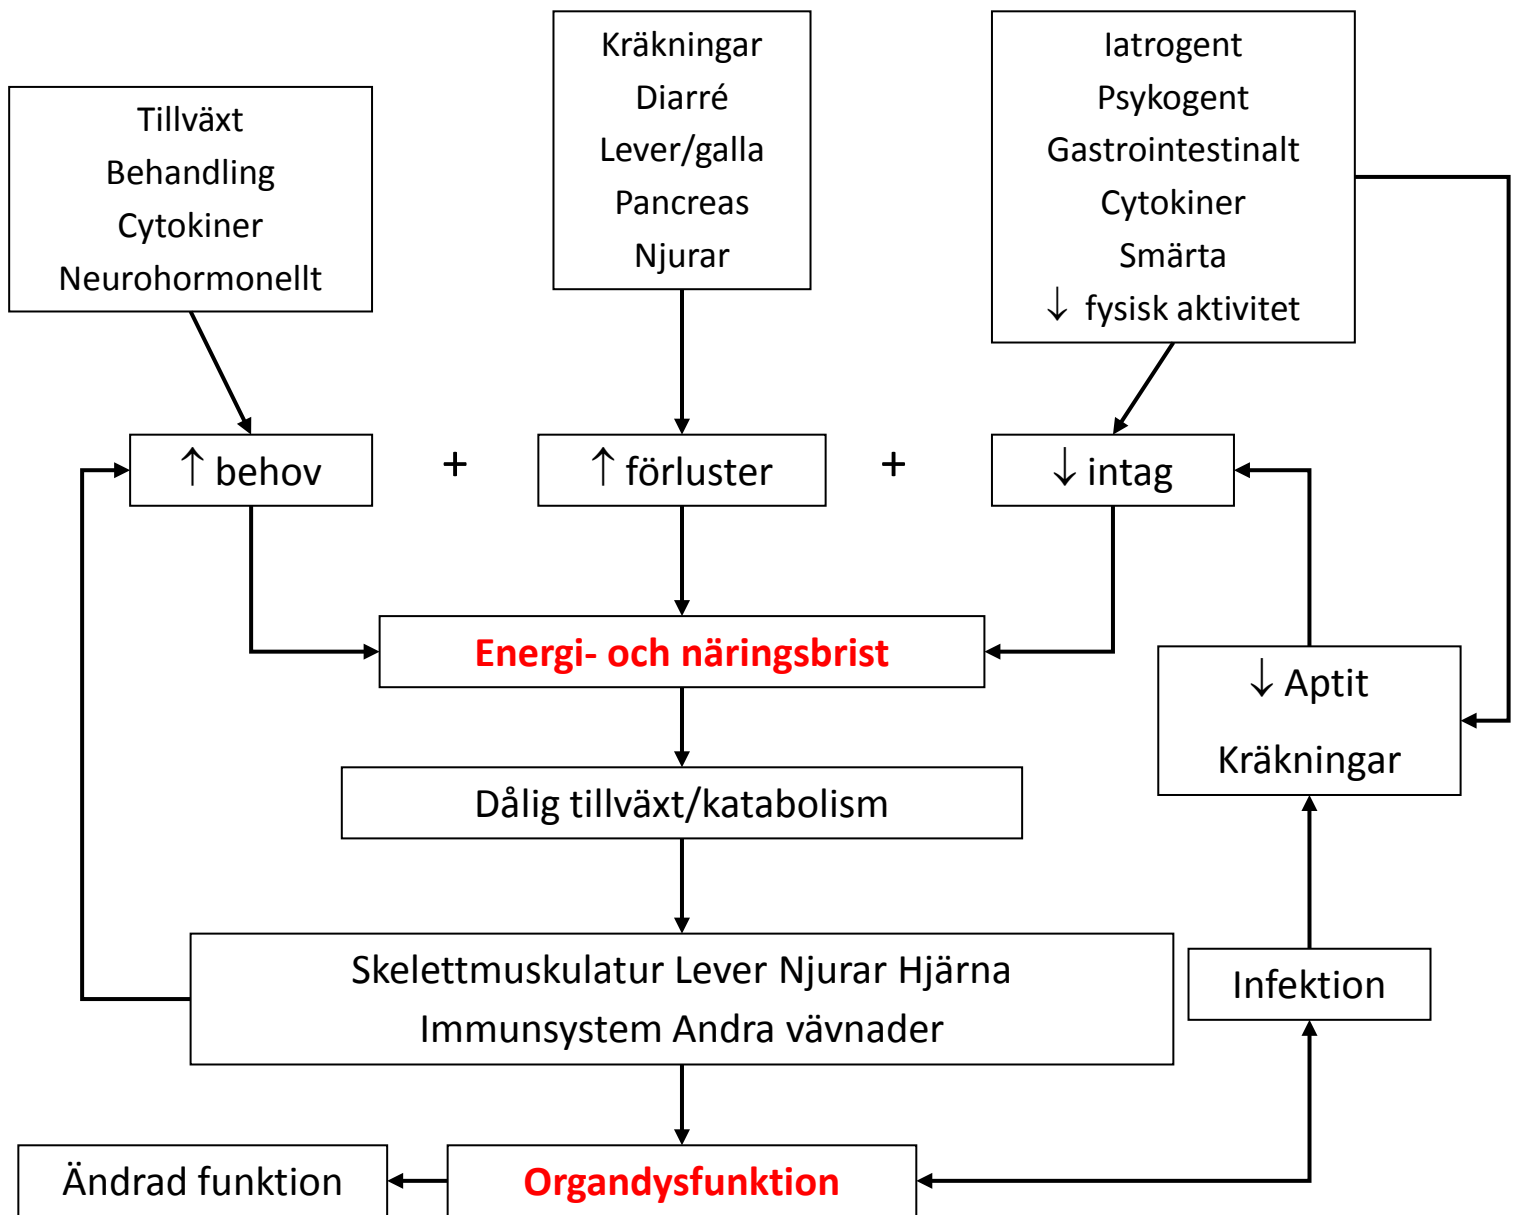 Tillväxt
Behandling
Cytokiner
Neurohormonellt
Kräkningar
Diarré
Lever/galla
Pancreas
Njurar
Iatrogent
Psykogent
Gastrointestinalt
Cytokiner
Smärta
↓ fysisk aktivitet
↑ behov
+
↑ förluster
+
↓ intag
Energi- och näringsbrist
↓ Aptit
Kräkningar
Dålig tillväxt/katabolism
Skelettmuskulatur Lever Njurar Hjärna
Immunsystem Andra vävnader
Infektion
Ändrad funktion
Organdysfunktion